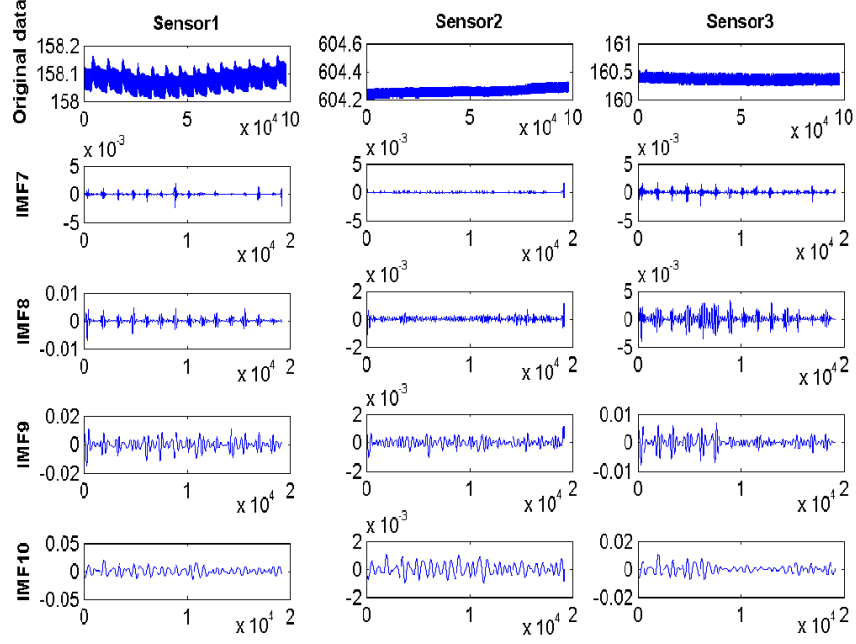 Sensor1 Sensor2 Sensor3
Original data
158.2
158.1
158
0 5 10
x 10^4
604.6
604.4
604.2
0 5 10
x 10^4
161
160.5
160
0 5 10
x 10^4
IMF7
x 10^-3
5
0
-5
0 1 2
x 10^4
x 10^-3
5
0
-5
0 1 2
x 10^4
x 10^-3
5
0
-5
0 1 2
x 10^4
IMF8
0.01
0
-0.01
0 1 2
x 10^4
x 10^-3
2
0
-2
0 1 2
x 10^4
x 10^-3
5
0
-5
0 1 2
x 10^4
IMF9
0.02
0
-0.02
0 1 2
x 10^4
x 10^-3
2
0
-2
0 1 2
x 10^4
0.01
0
-0.01
0 1 2
x 10^4
IMF10
0.05
0
-0.05
0 1 2
x 10^4
x 10^-3
2
0
-2
0 1 2
x 10^4
0.02
0
-0.02
0 1 2
x 10^4